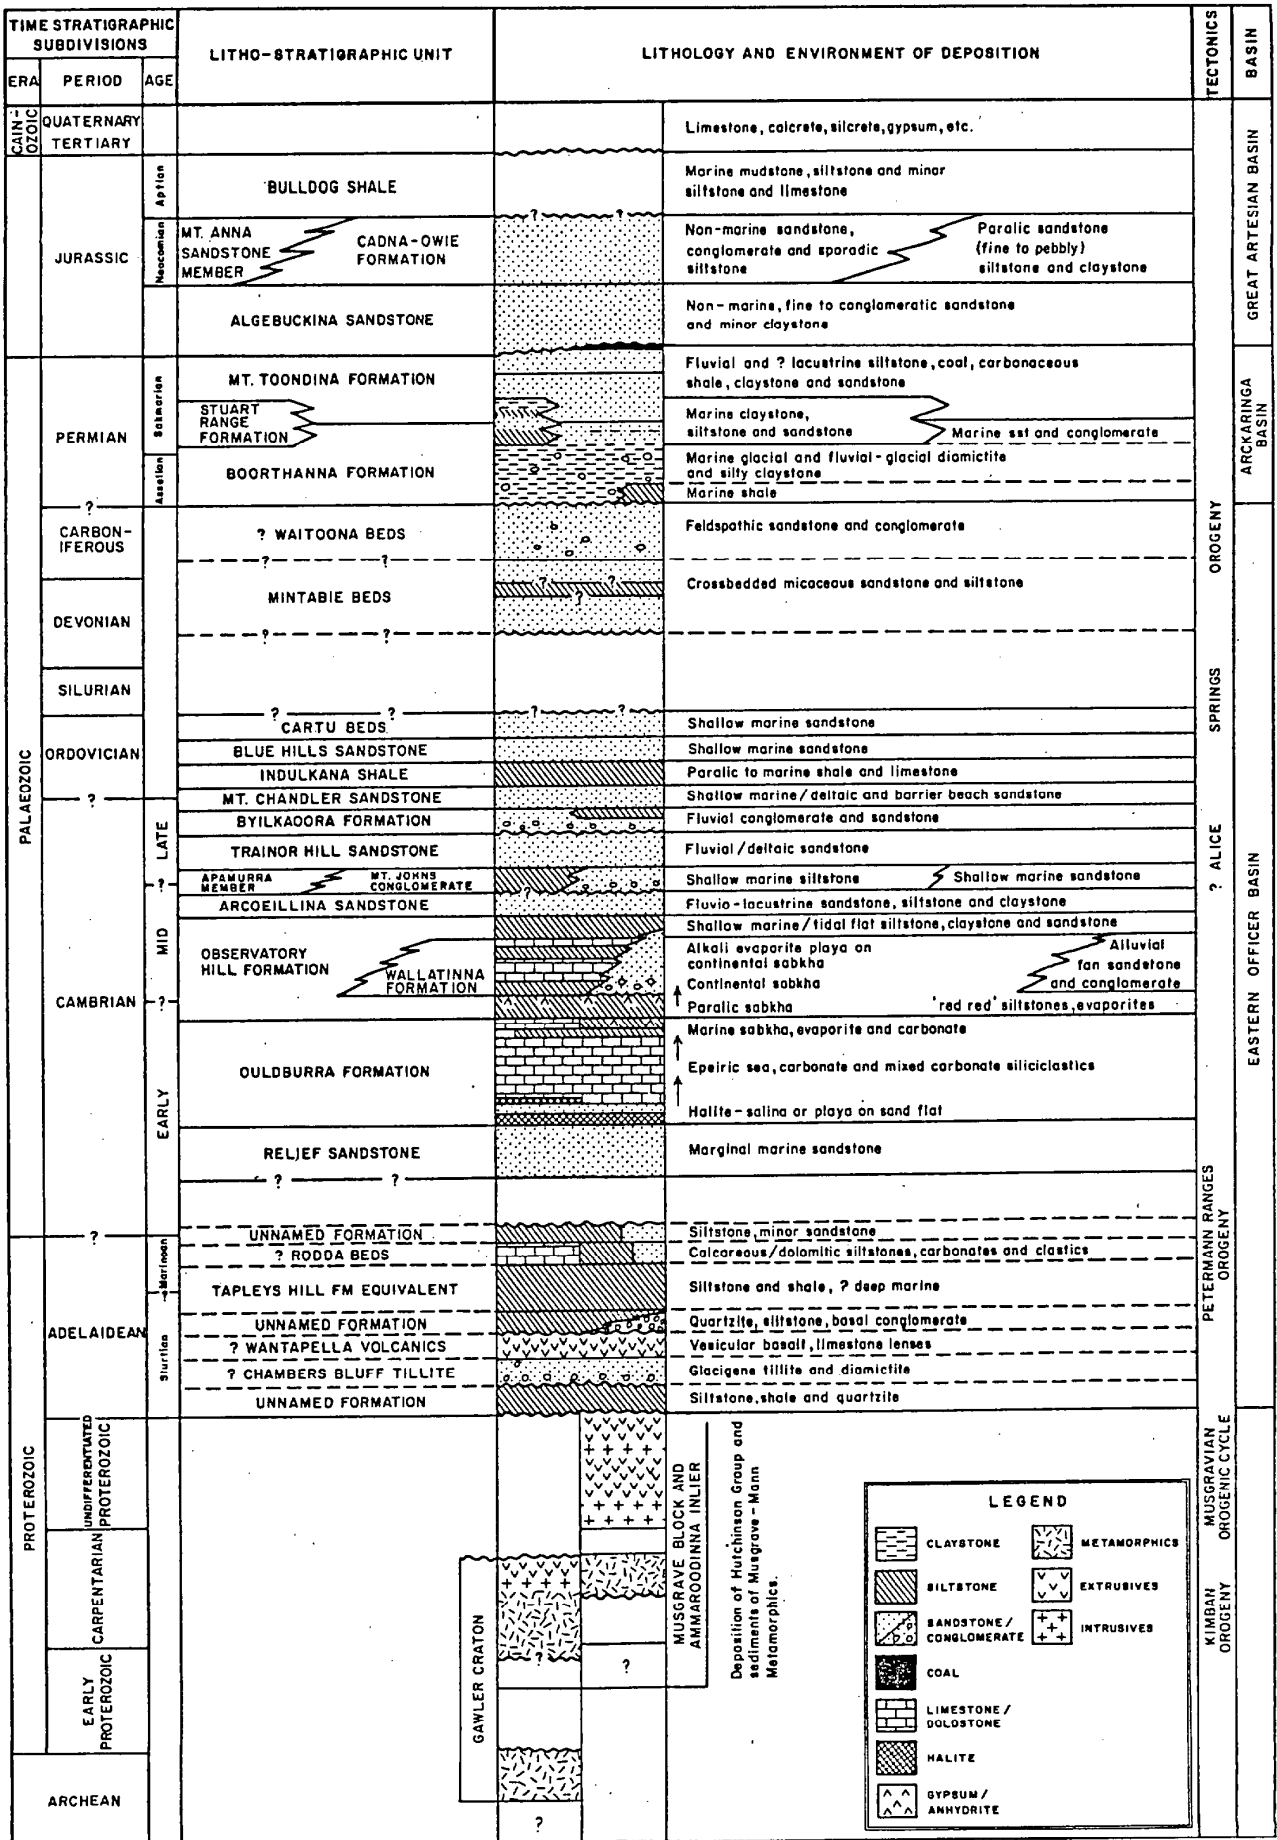 TIME STRATIGRAPHIC
SUBDIVISIONS
ERA
PERIOD
AGE
LITHO-STRATIGRAPHIC UNIT
LITHOLOGY AND ENVIRONMENT OF DEPOSITION
TECTONICS
BASIN
CAIN-
OZOIC
QUATERNARY
TERTIARY
Limestone, calcrete, silcrete, gypsum, etc.
JURASSIC
Aptian
BULLDOG SHALE
Marine mudstone, siltstone and minor
siltstone and limestone
? ?
Neocomian
MT. ANNA
SANDSTONE
MEMBER
CADNA-OWIE
FORMATION
Non-marine sandstone,
conglomerate and sporadic
siltstone
Paralic sandstone
(fine to pebbly)
siltstone and claystone
ALGEBUCKINA SANDSTONE
Non-marine, fine to conglomeratic sandstone
and minor claystone
GREAT ARTESIAN BASIN
PERMIAN
Sakmarian
MT. TOONDINA FORMATION
Fluvial and ? lacustrine siltstone, coal, carbonaceous
shale, claystone and sandstone
STUART
RANGE
FORMATION
Marine claystone,
siltstone and sandstone
Marine sst and conglomerate
Asselian
BOORTHANNA FORMATION
Marine glacial and fluvial-glacial diamictite
and silty claystone
Marine shale
ARCKARINGA
BASIN
?
CARBON-
IFEROUS
? WAITOONA BEDS
Feldspathic sandstone and conglomerate
? ?
DEVONIAN
MINTABIE BEDS
? ?
?
Crossbedded micaceous sandstone and siltstone
? ?
SILURIAN
? ?
? ?
PALAEOZOIC
ORDOVICIAN
CARTU BEDS
Shallow marine sandstone
BLUE HILLS SANDSTONE
Shallow marine sandstone
INDULKANA SHALE
Paralic to marine shale and limestone
?
MT. CHANDLER SANDSTONE
Shallow marine/deltaic and barrier beach sandstone
BYILKAOORA FORMATION
Fluvial conglomerate and sandstone
CAMBRIAN
LATE
TRAINOR HILL SANDSTONE
Fluvial/deltaic sandstone
?
APAMURRA
MEMBER
MT. JOHNS
CONGLOMERATE
?
Shallow marine siltstone
Shallow marine sandstone
ARCOEILLINA SANDSTONE
Fluvio-lacustrine sandstone, siltstone and claystone
MID
Shallow marine/tidal flat siltstone, claystone and sandstone
OBSERVATORY
HILL FORMATION
WALLATINNA
FORMATION
Alkali evaporite playa on
continental sabkha
Continental sabkha
Paralic sabkha
Alluvial
fan sandstone
and conglomerate
'red red' siltstones, evaporites
?
EARLY
OULDBURRA FORMATION
Marine sabkha, evaporite and carbonate
Epeiric sea, carbonate and mixed carbonate siliciclastics
Halite-salina or playa on sand flat
RELIEF SANDSTONE
Marginal marine sandstone
? ?
? ALICE SPRINGS OROGENY
EASTERN OFFICER BASIN
PETERMANN RANGES
OROGENY
?
PROTEROZOIC
ADELAIDEAN
Marinoan
UNNAMED FORMATION
Siltstone, minor sandstone
? RODDA BEDS
Calcareous/dolomitic siltstones, carbonates and clastics
?
TAPLEYS HILL FM EQUIVALENT
Siltstone and shale, ? deep marine
Sturtian
UNNAMED FORMATION
Quartzite, siltstone, basal conglomerate
? WANTAPELLA VOLCANICS
Vesicular basalt, limestone lenses
? CHAMBERS BLUFF TILLITE
Glacigene tillite and diamictite
UNNAMED FORMATION
Siltstone, shale and quartzite
UNDIFFERENTIATED
PROTEROZOIC
CARPENTARIAN
EARLY
PROTEROZOIC
ARCHEAN
GAWLER CRATON
? ?
?
?
MUSGRAVE BLOCK AND
AMMAROODINNA INLIER
Deposition of Hutchinson Group and
sediments of Musgrave-Mann
Metamorphics.
MUSGRAVIAN
OROGENIC CYCLE
KIMBAN
OROGENY
LEGEND
CLAYSTONE
METAMORPHICS
SILTSTONE
EXTRUSIVES
SANDSTONE/
CONGLOMERATE
INTRUSIVES
COAL
LIMESTONE/
DOLOSTONE
HALITE
GYPSUM/
ANHYDRITE